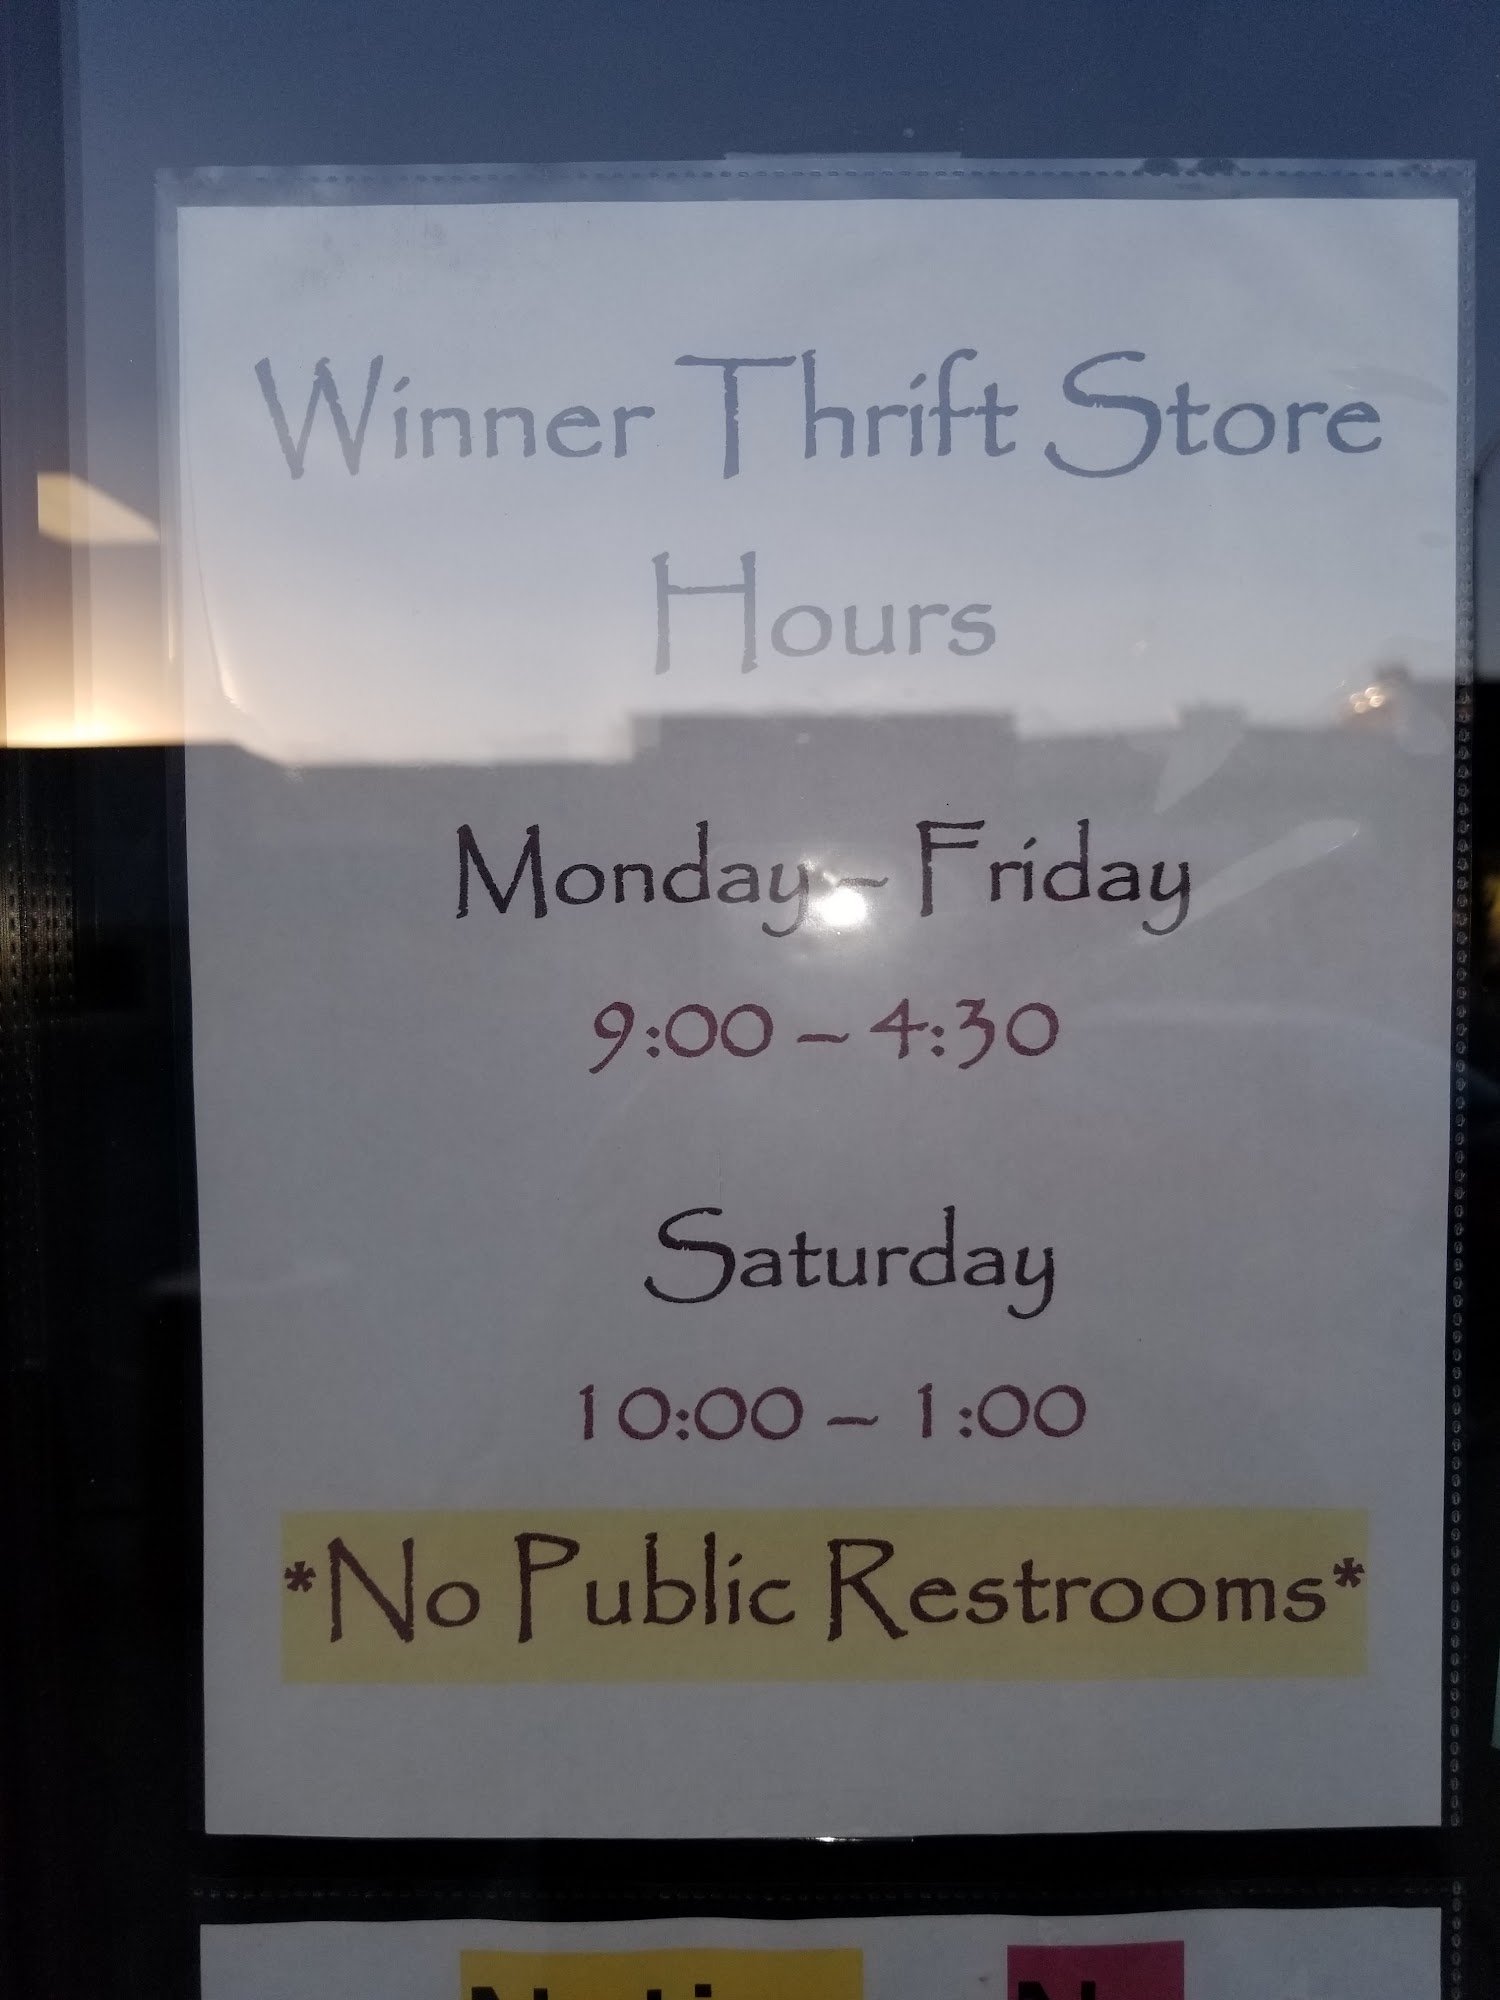 Winner Thrift Store
Hours
Monday – Friday
9:00 – 4:30
Saturday
10:00 – 1:00
*No Public Restrooms*